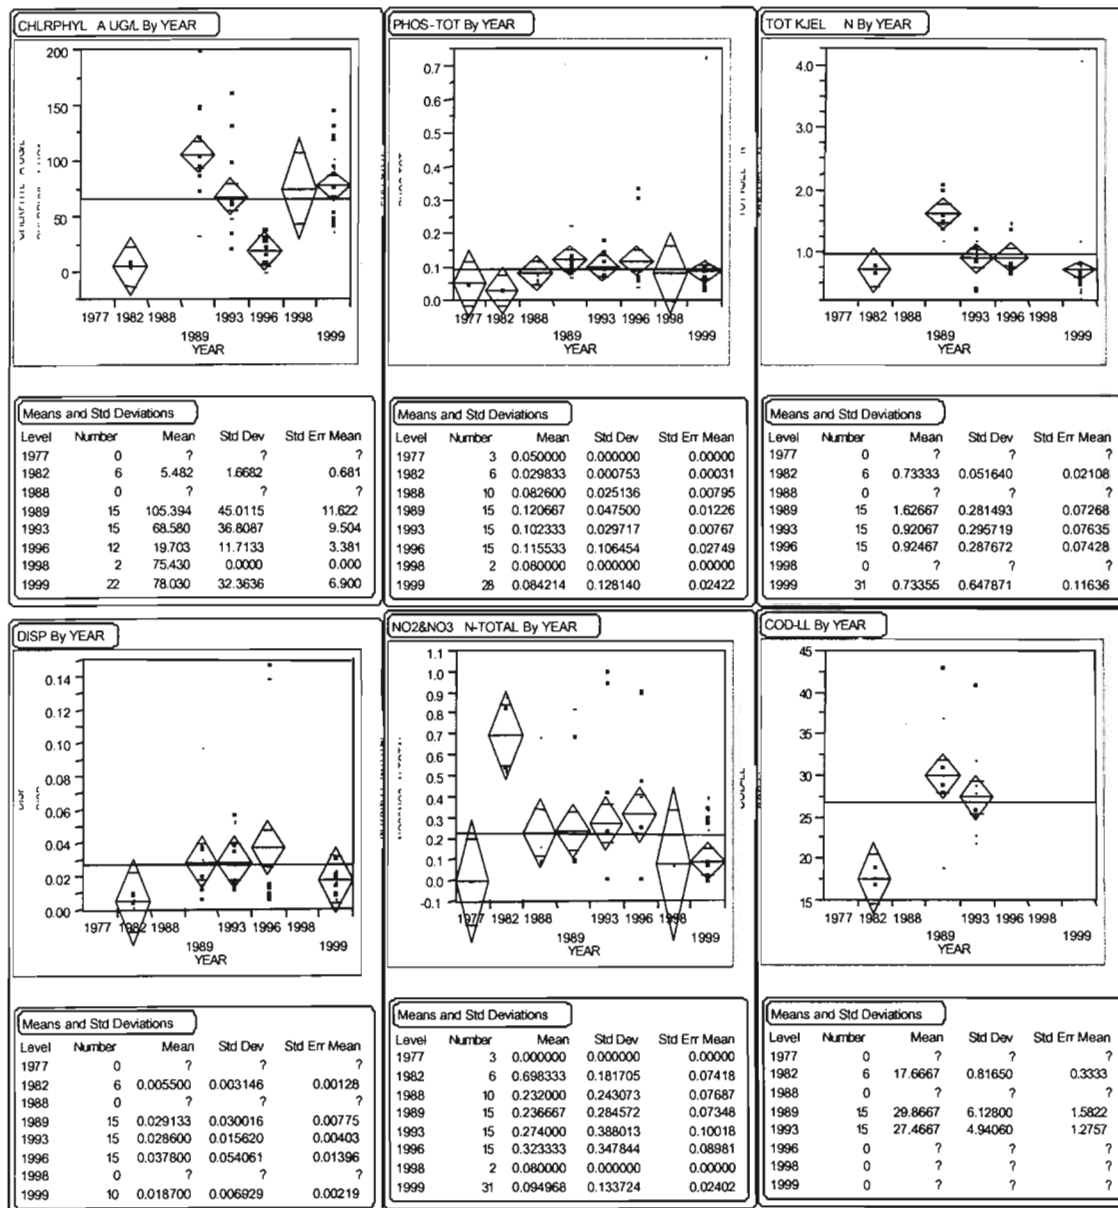 CHLRPHYL A UG/L By YEAR
200
150
100
50
0
1977 1982 1988 1993 1996 1998
1989 1999
YEAR
Means and Std Deviations
Level Number Mean Std Dev Std Err Mean
1977 0 ? ? ?
1982 6 5.482 1.6682 0.681
1988 0 ? ? ?
1989 15 105.394 45.0115 11.622
1993 15 68.580 36.8087 9.504
1996 12 19.703 11.7133 3.381
1998 2 75.430 0.0000 0.000
1999 22 78.030 32.3636 6.900
PHOS-TOT By YEAR
0.7
0.6
0.5
0.4
0.3
0.2
0.1
0.0
1977 1982 1988 1993 1996 1998
1989 1999
YEAR
Means and Std Deviations
Level Number Mean Std Dev Std Err Mean
1977 3 0.050000 0.000000 0.00000
1982 6 0.029833 0.000753 0.00031
1988 10 0.082600 0.025136 0.00795
1989 15 0.120667 0.047500 0.01226
1993 15 0.102333 0.029717 0.00767
1996 15 0.115533 0.106454 0.02749
1998 2 0.080000 0.000000 0.00000
1999 28 0.084214 0.128140 0.02422
TOT KJEL N By YEAR
4.0
3.0
2.0
1.0
1977 1982 1988 1993 1996 1998
1989 1999
YEAR
Means and Std Deviations
Level Number Mean Std Dev Std Err Mean
1977 0 ? ? ?
1982 6 0.73333 0.051640 0.02108
1988 0 ? ? ?
1989 15 1.62667 0.281493 0.07268
1993 15 0.92067 0.295719 0.07635
1996 15 0.92467 0.287672 0.07428
1998 0 ? ? ?
1999 31 0.73355 0.647871 0.11636
DISP By YEAR
0.14
0.12
0.10
0.08
0.06
0.04
0.02
0.00
1977 1982 1988 1993 1996 1998
1989 1999
YEAR
Means and Std Deviations
Level Number Mean Std Dev Std Err Mean
1977 0 ? ? ?
1982 6 0.005500 0.003146 0.00128
1988 0 ? ? ?
1989 15 0.029133 0.030016 0.00775
1993 15 0.028600 0.015620 0.00403
1996 15 0.037800 0.054061 0.01396
1998 0 ? ? ?
1999 10 0.018700 0.006929 0.00219
NO2&NO3 N-TOTAL By YEAR
1.1
1.0
0.9
0.8
0.7
0.6
0.5
0.4
0.3
0.2
0.1
0.0
-0.1
1977 1982 1988 1993 1996 1998
1989 1999
YEAR
Means and Std Deviations
Level Number Mean Std Dev Std Err Mean
1977 3 0.000000 0.000000 0.00000
1982 6 0.698333 0.181705 0.07418
1988 10 0.232000 0.243073 0.07687
1989 15 0.236667 0.284572 0.07348
1993 15 0.274000 0.388013 0.10018
1996 15 0.323333 0.347844 0.08981
1998 2 0.080000 0.000000 0.00000
1999 31 0.094968 0.133724 0.02402
COD-LL By YEAR
45
40
35
30
25
20
15
1977 1982 1988 1993 1996 1998
1989 1999
YEAR
Means and Std Deviations
Level Number Mean Std Dev Std Err Mean
1977 0 ? ? ?
1982 6 17.6667 0.81650 0.3333
1988 0 ? ? ?
1989 15 29.8667 6.12800 1.5822
1993 15 27.4667 4.94060 1.2757
1996 0 ? ? ?
1998 0 ? ? ?
1999 0 ? ? ?